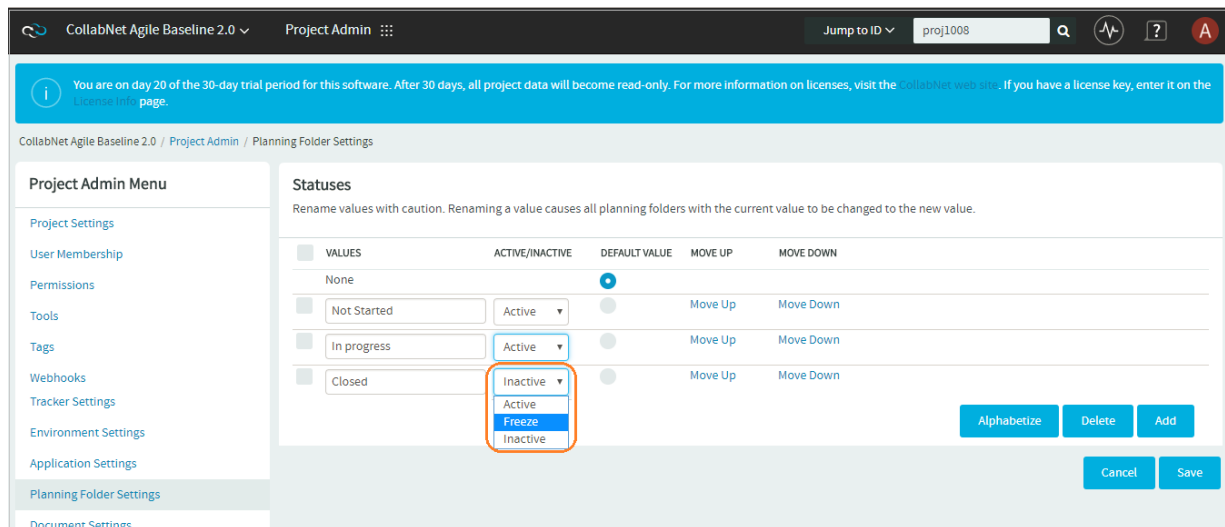 CollabNet Agile Baseline 2.0 Project Admin Jump to ID proj1008 ? A
i
You are on day 20 of the 30-day trial period for this software. After 30 days, all project data will become read-only. For more information on licenses, visit the CollabNet web site. If you have a license key, enter it on the
License Info page.
CollabNet Agile Baseline 2.0 / Project Admin / Planning Folder Settings
Project Admin Menu
Project Settings
User Membership
Permissions
Tools
Tags
Webhooks
Tracker Settings
Environment Settings
Application Settings
Planning Folder Settings
Document Settings
Statuses
Rename values with caution. Renaming a value causes all planning folders with the current value to be changed to the new value.
VALUES ACTIVE/INACTIVE DEFAULT VALUE MOVE UP MOVE DOWN
None
Not Started Active Move Up Move Down
In progress Active Move Up Move Down
Closed Inactive Move Up Move Down
Active
Freeze
Inactive
Alphabetize Delete Add
Cancel Save